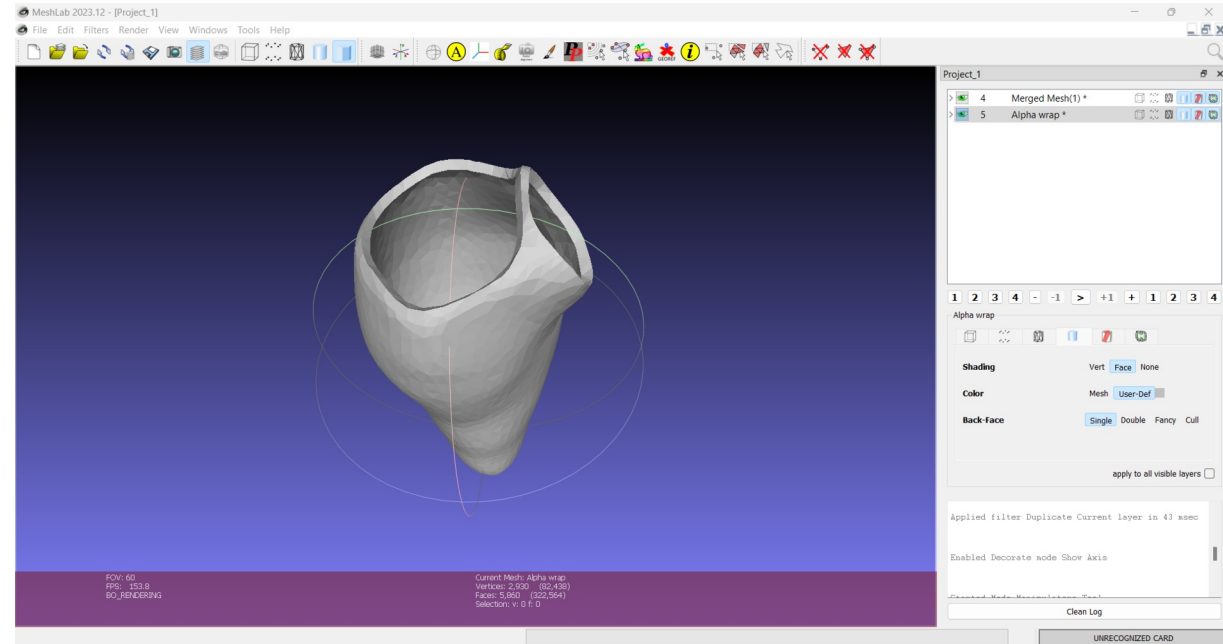 MeshLab 2023.12 - [Project_1]
File Edit Filters Render View Windows Tools Help
A
Pp
GEOREF
i
Project_1
4 Merged Mesh(1) *
5 Alpha wrap *
1 2 3 4 - -1 > +1 + 1 2 3 4
Alpha wrap
Shading Vert Face None
Color Mesh User-Def
Back-Face Single Double Fancy Cull
apply to all visible layers
Applied filter Duplicate Current layer in 43 msec
Enabled Decorate mode Show Axis
Clean Log
FOV: 60
FPS: 153.8
BO_RENDERING
Current Mesh: Alpha wrap
Vertices: 2,930 (82,438)
Faces: 5,860 (322,564)
Selection: v: 0 f: 0
UNRECOGNIZED CARD